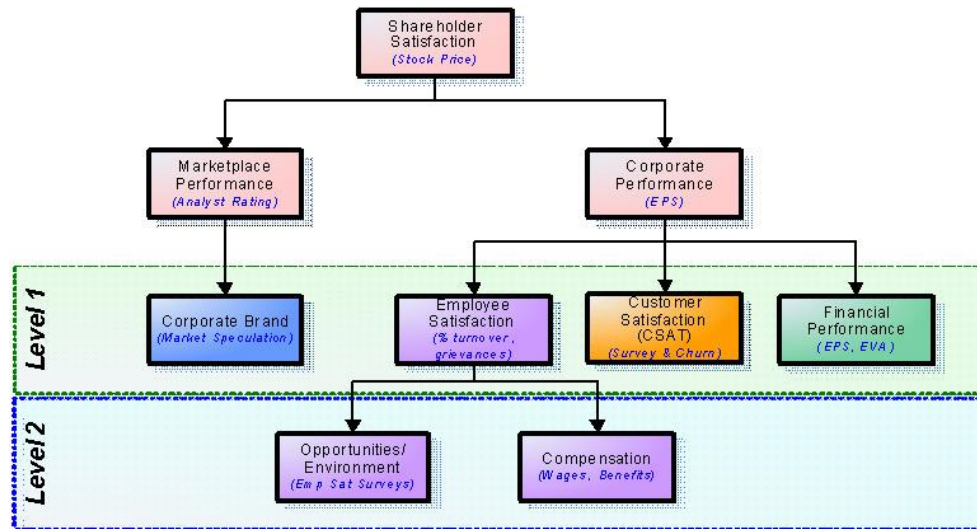 Shareholder
Satisfaction
(Stock Price)
Marketplace
Performance
(Analyst Rating)
Corporate
Performance
(EPS)
Level 1
Corporate Brand
(Market Speculation)
Employee
Satisfaction
(% turnover,
grievances)
Customer
Satisfaction
(CSAT)
(Survey & Churn)
Financial
Performance
(EPS, EVA)
Level 2
Opportunities/
Environment
(Emp Sat Surveys)
Compensation
(Wages, Benefits)